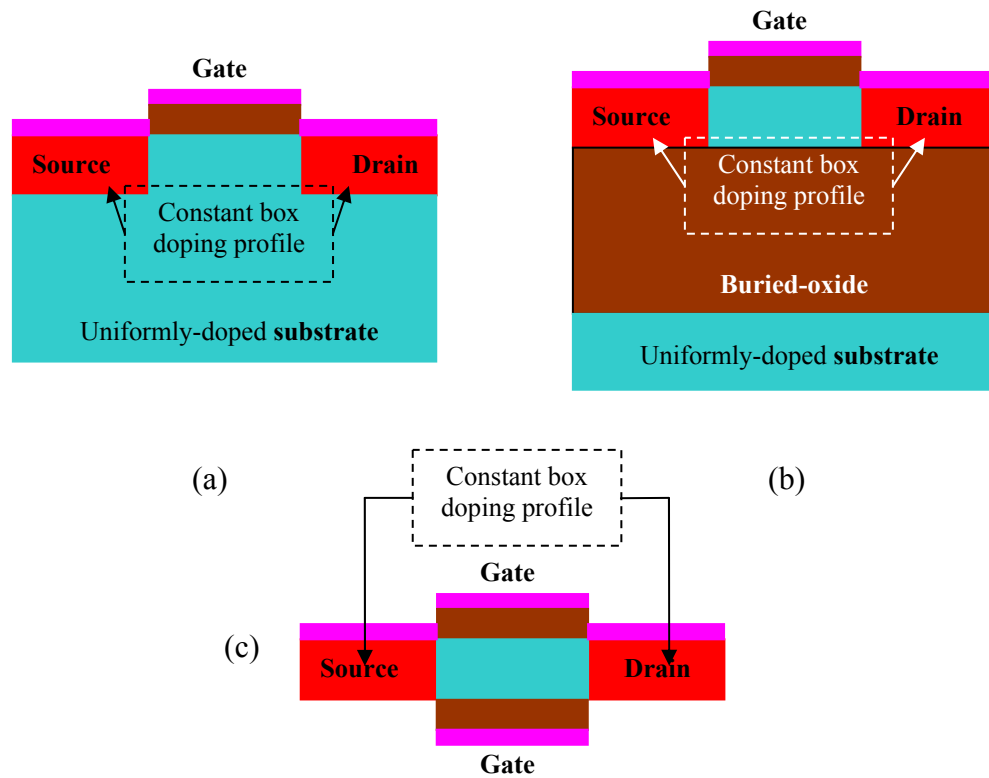 Gate
Source
Drain
Constant box
doping profile
Uniformly-doped substrate
(a)
Gate
Source
Drain
Constant box
doping profile
Buried-oxide
Uniformly-doped substrate
(b)
Constant box
doping profile
Gate
(c)
Source
Drain
Gate